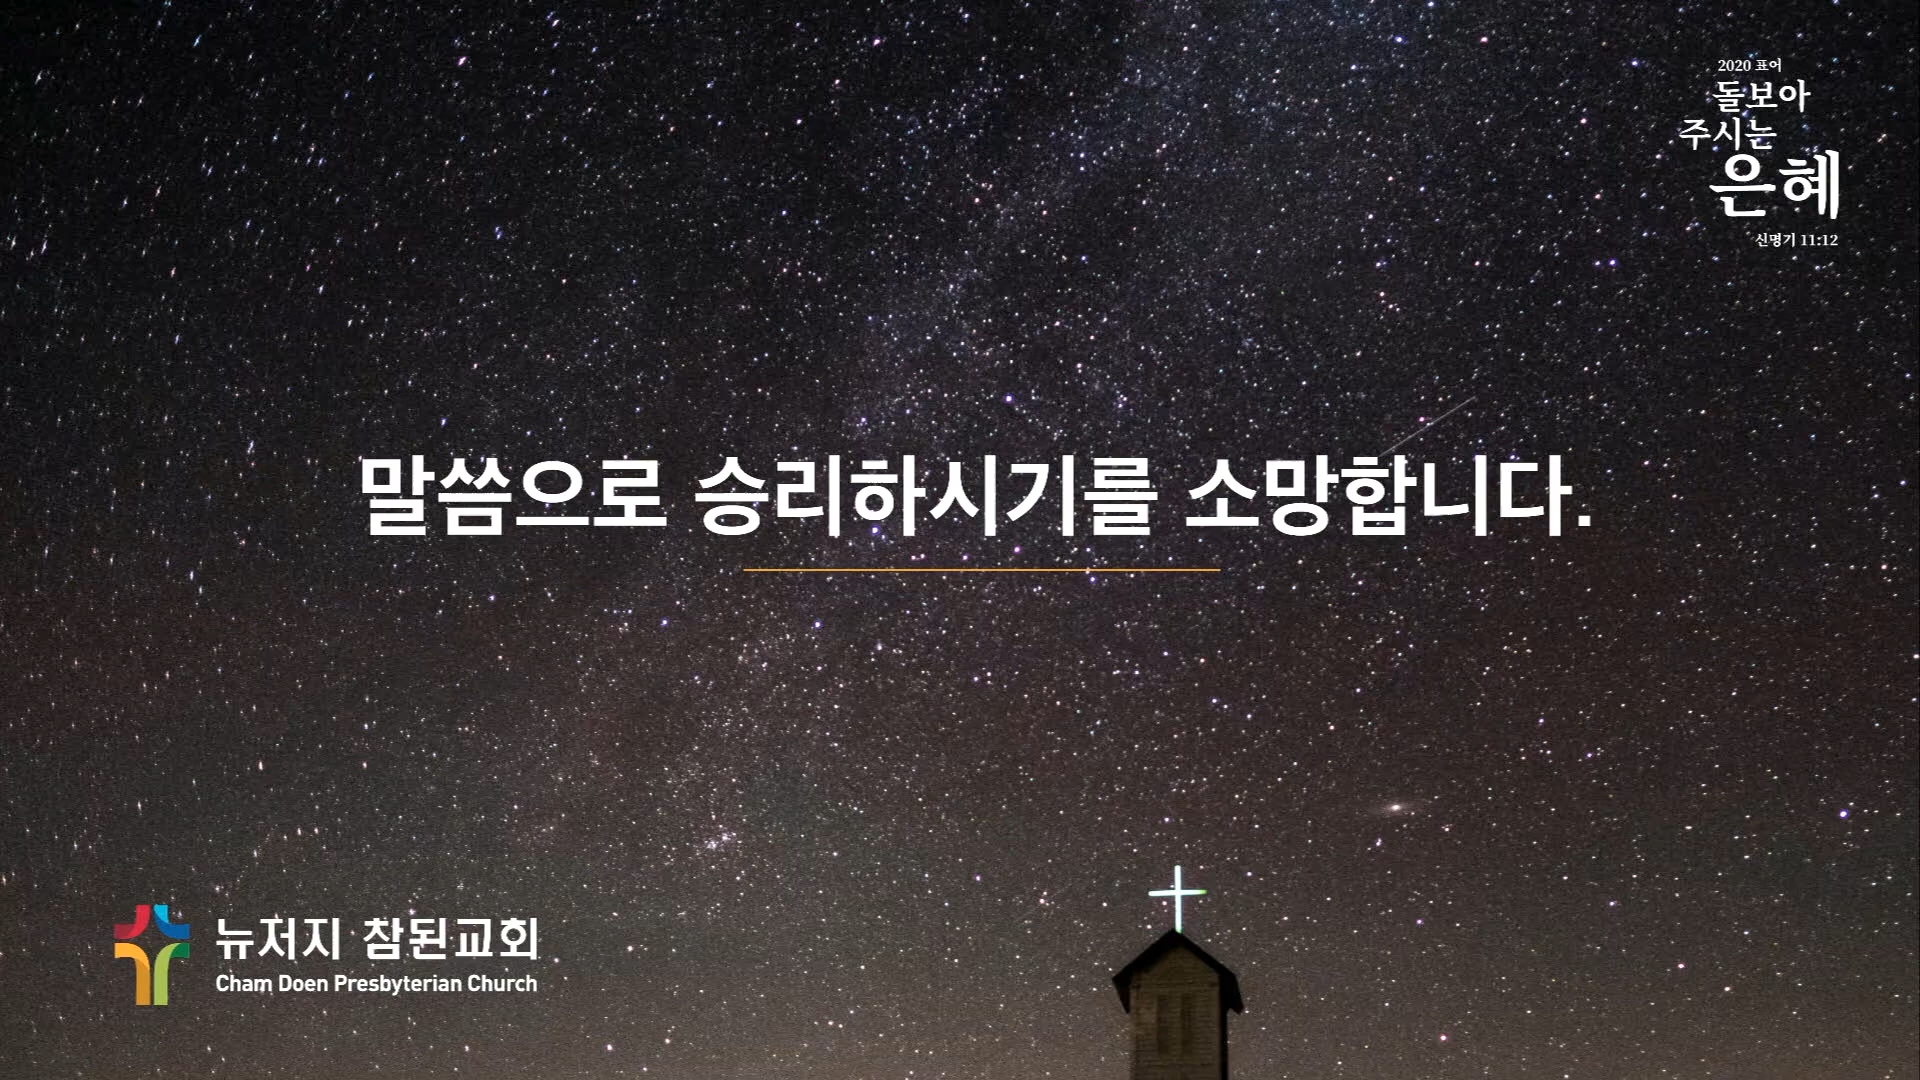 2020 표어
돌보아
주시는
은혜
신명기 11:12
말씀으로 승리하시기를 소망합니다.
뉴저지 참된교회
Cham Doen Presbyterian Church